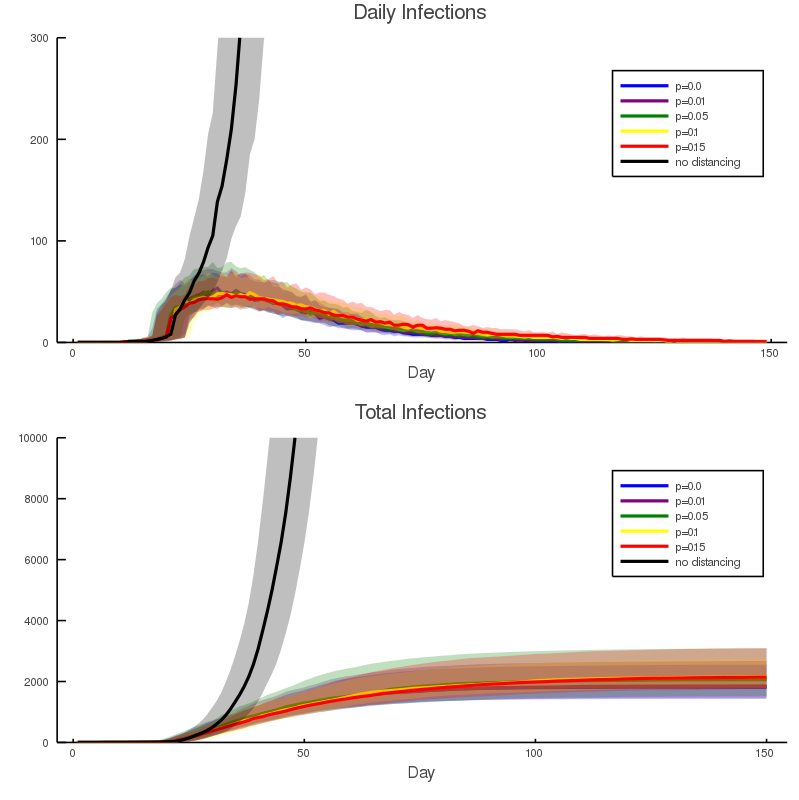 Daily Infections
300
200
100
0
p=0.0
p=0.01
p=0.05
p=0.1
p=0.15
no distancing
0 50 100 150
Day
Total Infections
10000
8000
6000
4000
2000
0
p=0.0
p=0.01
p=0.05
p=0.1
p=0.15
no distancing
0 50 100 150
Day